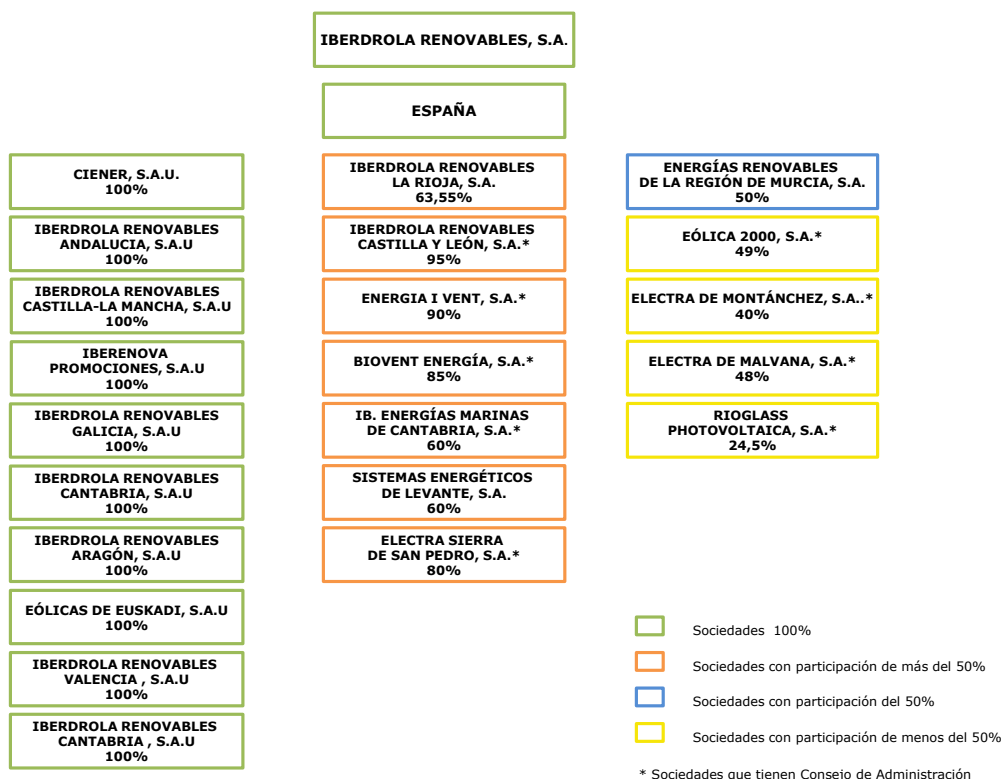 IBERDROLA RENOVABLES, S.A.
ESPAÑA
CIENER, S.A.U.
100%
IBERDROLA RENOVABLES
ANDALUCIA, S.A.U
100%
IBERDROLA RENOVABLES
CASTILLA-LA MANCHA, S.A.U
100%
IBERENOVA
PROMOCIONES, S.A.U
100%
IBERDROLA RENOVABLES
GALICIA, S.A.U
100%
IBERDROLA RENOVABLES
CANTABRIA, S.A.U
100%
IBERDROLA RENOVABLES
ARAGÓN, S.A.U
100%
EÓLICAS DE EUSKADI, S.A.U
100%
IBERDROLA RENOVABLES
VALENCIA , S.A.U
100%
IBERDROLA RENOVABLES
CANTABRIA , S.A.U
100%
IBERDROLA RENOVABLES
LA RIOJA, S.A.
63,55%
IBERDROLA RENOVABLES
CASTILLA Y LEÓN, S.A.*
95%
ENERGIA I VENT, S.A.*
90%
BIOVENT ENERGÍA, S.A.*
85%
IB. ENERGÍAS MARINAS
DE CANTABRIA, S.A.*
60%
SISTEMAS ENERGÉTICOS
DE LEVANTE, S.A.
60%
ELECTRA SIERRA
DE SAN PEDRO, S.A.*
80%
ENERGÍAS RENOVABLES
DE LA REGIÓN DE MURCIA, S.A.
50%
EÓLICA 2000, S.A.*
49%
ELECTRA DE MONTÁNCHEZ, S.A..*
40%
ELECTRA DE MALVANA, S.A.*
48%
RIOGLASS
PHOTOVOLTAICA, S.A.*
24,5%
Sociedades 100%
Sociedades con participación de más del 50%
Sociedades con participación del 50%
Sociedades con participación de menos del 50%
* Sociedades que tienen Consejo de Administración